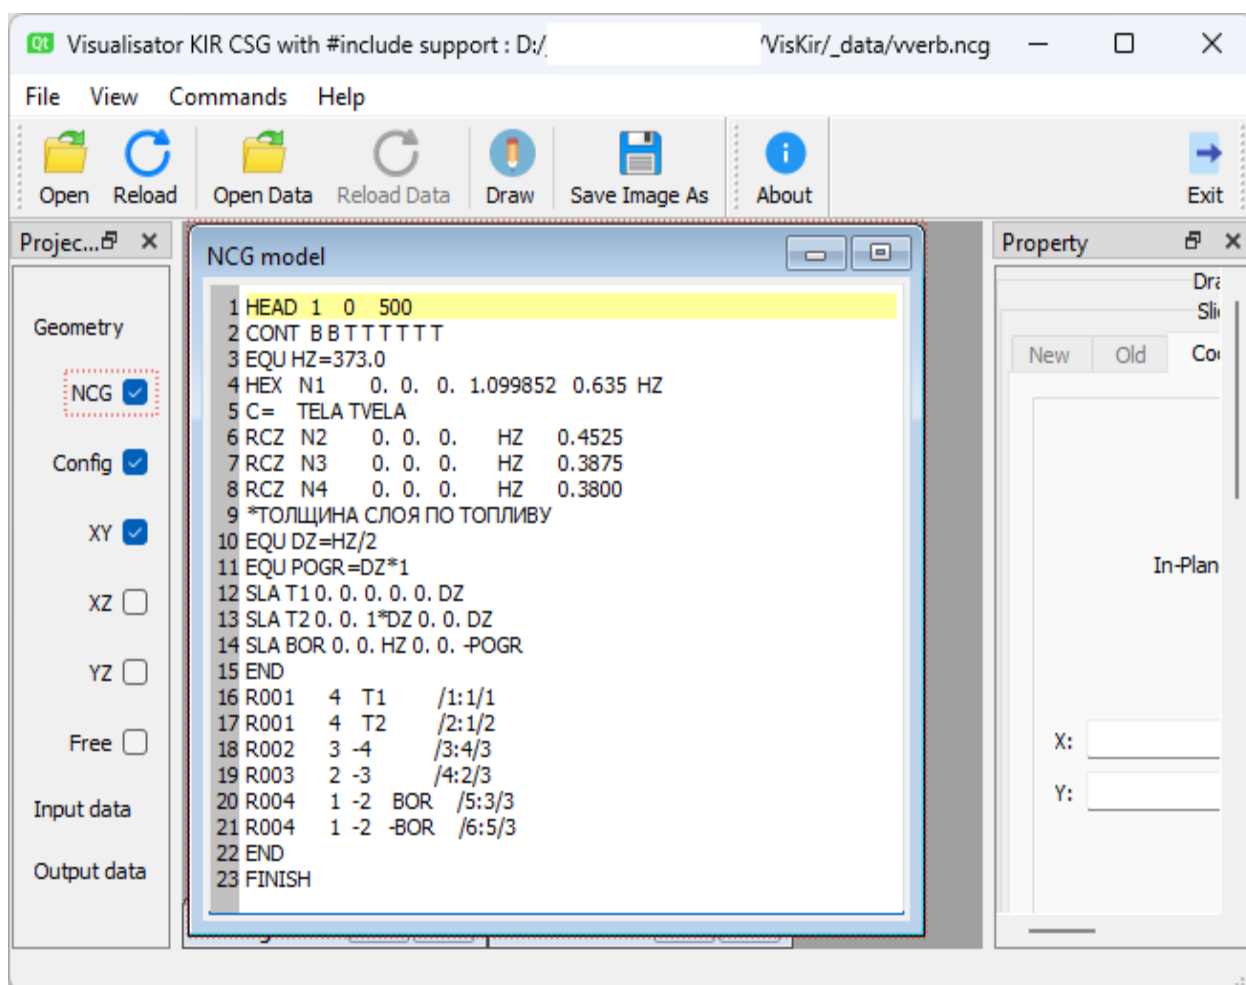 Visualisator KIR CSG with #include support : D:/ /VisKir/_data/vverb.ncg
File View Commands Help
Open Reload Open Data Reload Data Draw Save Image As About Exit
Projec...
Geometry
NCG
Config
XY
XZ
YZ
Free
Input data
Output data
NCG model
1 HEAD 1 0 500
2 CONT B B T T T T T T
3 EQU HZ=373.0
4 HEX N1 0. 0. 0. 1.099852 0.635 HZ
5 C= TELA TVELA
6 RCZ N2 0. 0. 0. HZ 0.4525
7 RCZ N3 0. 0. 0. HZ 0.3875
8 RCZ N4 0. 0. 0. HZ 0.3800
9 *ТОЛЩИНА СЛОЯ ПО ТОПЛИВУ
10 EQU DZ=HZ/2
11 EQU POGR=DZ*1
12 SLA T1 0. 0. 0. 0. 0. DZ
13 SLA T2 0. 0. 1*DZ 0. 0. DZ
14 SLA BOR 0. 0. HZ 0. 0. -POGR
15 END
16 R001 4 T1 /1:1/1
17 R001 4 T2 /2:1/2
18 R002 3 -4 /3:4/3
19 R003 2 -3 /4:2/3
20 R004 1 -2 BOR /5:3/3
21 R004 1 -2 -BOR /6:5/3
22 END
23 FINISH
Property
New Old
In-Plan
X:
Y: